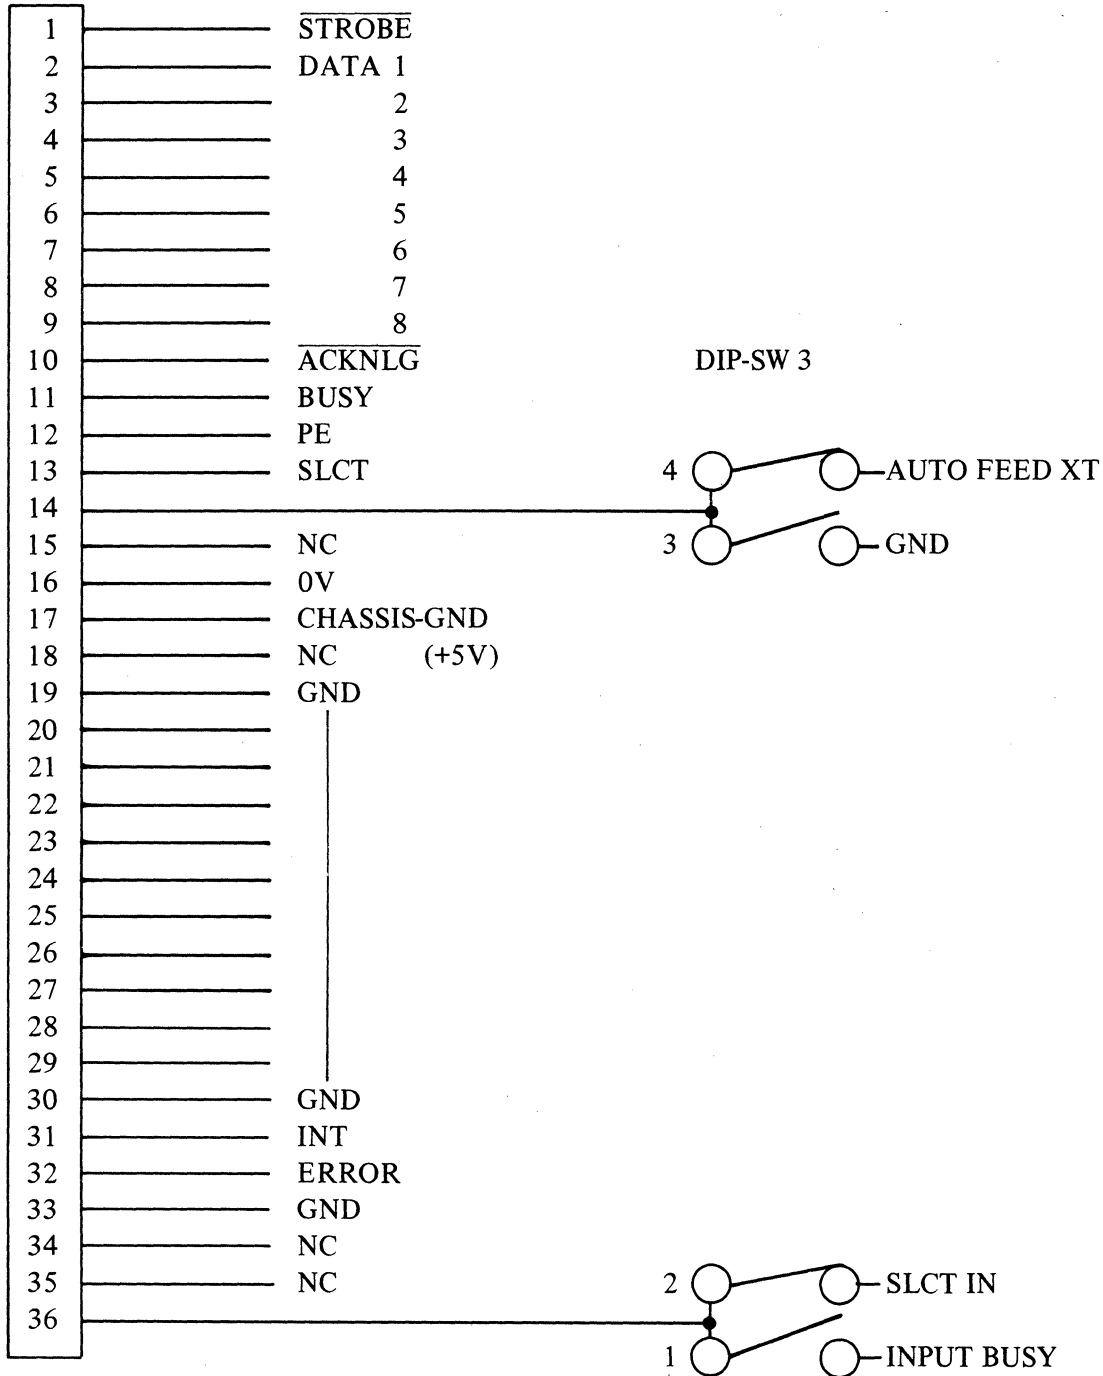 1 STROBE
2 DATA 1
3 2
4 3
5 4
6 5
7 6
8 7
9 8
10 ACKNLG DIP-SW 3
11 BUSY
12 PE
13 SLCT 4 AUTO FEED XT
14
15 NC 3 GND
16 0V
17 CHASSIS-GND
18 NC (+5V)
19 GND
20
21
22
23
24
25
26
27
28
29
30 GND
31 INT
32 ERROR
33 GND
34 NC
35 NC 2 SLCT IN
36
1 INPUT BUSY